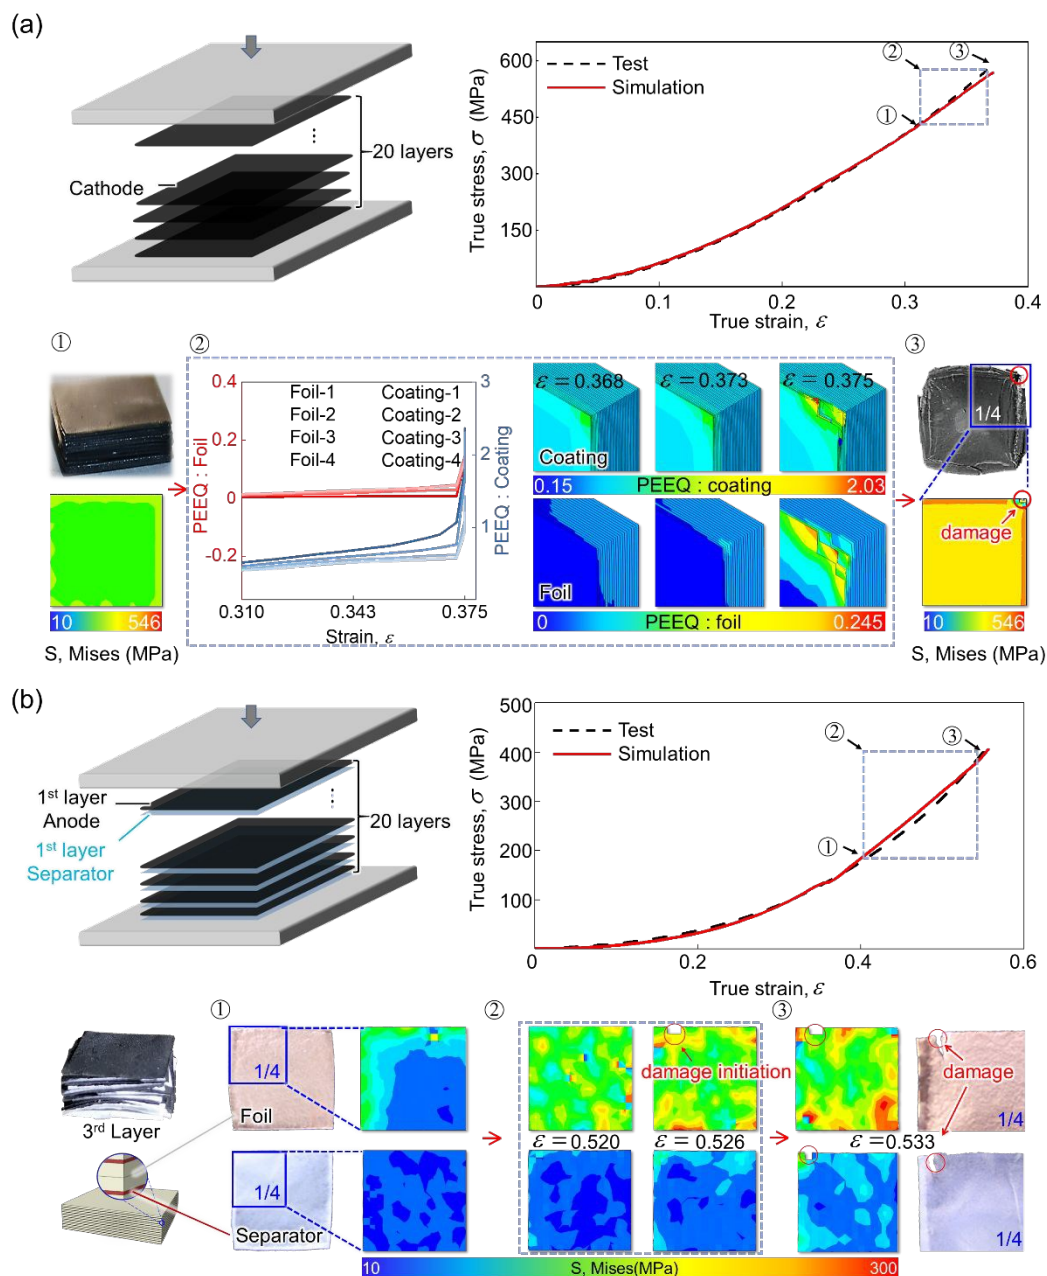 (a)
Cathode
20 layers
⋮
True stress, σ (MPa)
600
450
300
150
0
0.1
0.2
0.3
0.4
True strain, ε
Test
Simulation
①
②
③
①
10
546
S, Mises (MPa)
②
PEEQ : Foil
0.4
0.2
0
-0.2
Foil-1
Foil-2
Foil-3
Foil-4
Coating-1
Coating-2
Coating-3
Coating-4
3
2
1
PEEQ : Coating
0.310
0.343
0.375
Strain, ε
ε = 0.368
ε = 0.373
ε = 0.375
Coating
0.15
PEEQ : coating
2.03
Foil
0
PEEQ : foil
0.245
③
1/4
damage
10
546
S, Mises (MPa)
(b)
1st layer
Anode
1st layer
Separator
20 layers
⋮
True stress, σ (MPa)
500
400
300
200
100
0
0
0.2
0.4
0.6
True strain, ε
Test
Simulation
①
②
③
3rd Layer
①
1/4
Foil
1/4
Separator
②
damage initiation
ε = 0.520
ε = 0.526
③
ε = 0.533
damage
1/4
1/4
10
S, Mises(MPa)
300